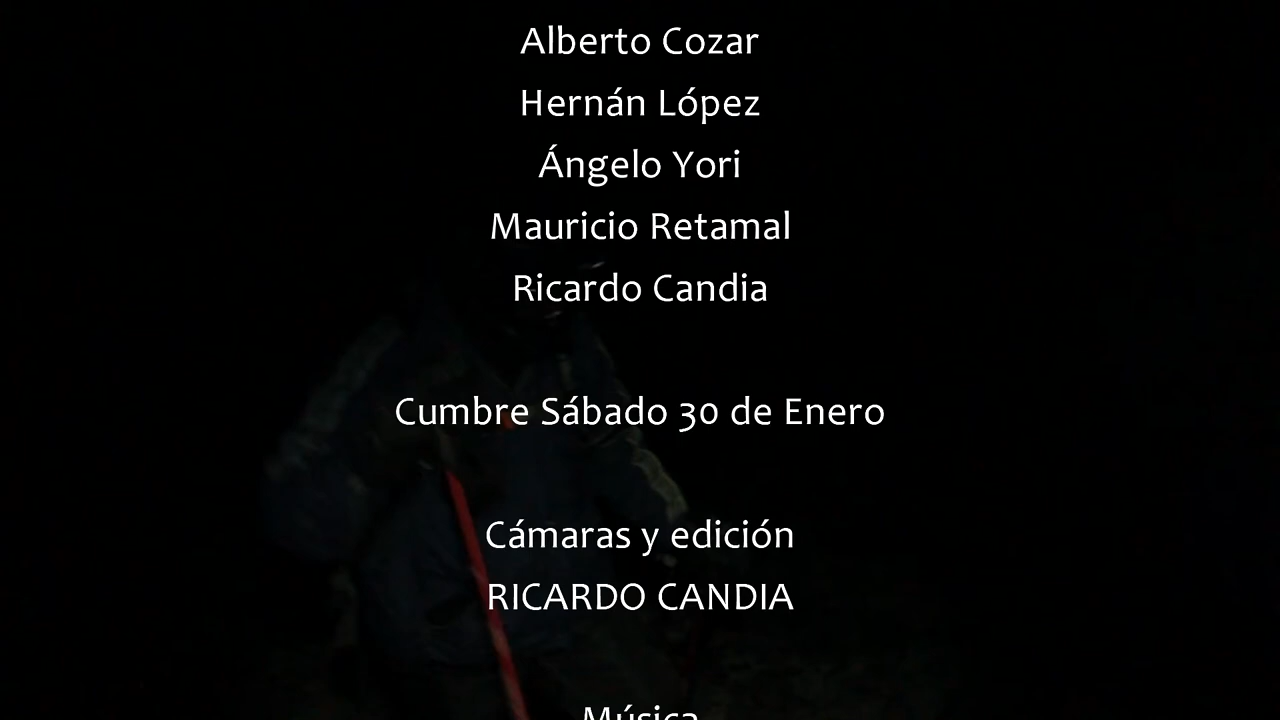 Alberto Cozar
Hernán López
Ángelo Yori
Mauricio Retamal
Ricardo Candia
Cumbre Sábado 30 de Enero
Cámaras y edición
RICARDO CANDIA
Música